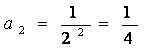 a₂ = 1/2² = 1/4